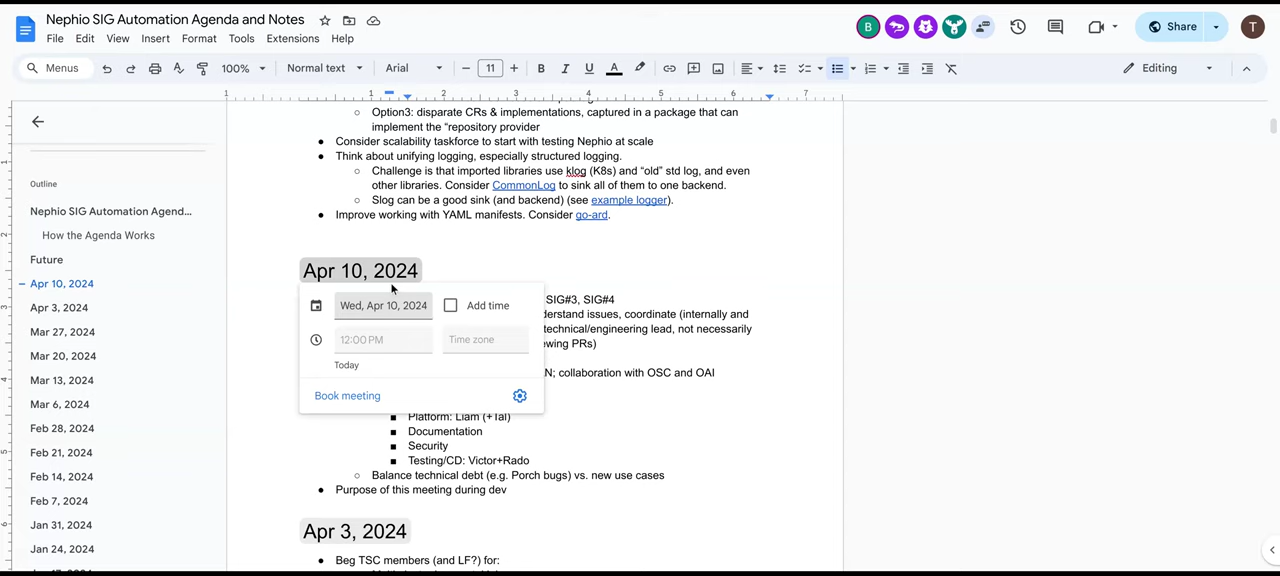 Nephio SIG Automation Agenda and Notes
File Edit View Insert Format Tools Extensions Help
B
Share
T
Menus
100%
Normal text
Arial
11
B I U A
Editing
1 1 2 3 4 5 6 7
Outline
Nephio SIG Automation Agend...
How the Agenda Works
Future
Apr 10, 2024
Apr 3, 2024
Mar 27, 2024
Mar 20, 2024
Mar 13, 2024
Mar 6, 2024
Feb 28, 2024
Feb 21, 2024
Feb 14, 2024
Feb 7, 2024
Jan 31, 2024
Jan 24, 2024
Option3: disparate CRs & implementations, captured in a package that can
implement the “repository provider
Consider scalability taskforce to start with testing Nephio at scale
Think about unifying logging, especially structured logging.
Challenge is that imported libraries use klog (K8s) and “old” std log, and even
other libraries. Consider CommonLog to sink all of them to one backend.
Slog can be a good sink (and backend) (see example logger).
Improve working with YAML manifests. Consider go-ard.
Apr 10, 2024
Wed, Apr 10, 2024
Add time
12:00 PM
Time zone
Today
Book meeting
SIG#3, SIG#4
derstand issues, coordinate (internally and
technical/engineering lead, not necessarily
ewing PRs)
N; collaboration with OSC and OAI
Platform: Liam (+Tal)
Documentation
Security
Testing/CD: Victor+Rado
Balance technical debt (e.g. Porch bugs) vs. new use cases
Purpose of this meeting during dev
Apr 3, 2024
Beg TSC members (and LF?) for: